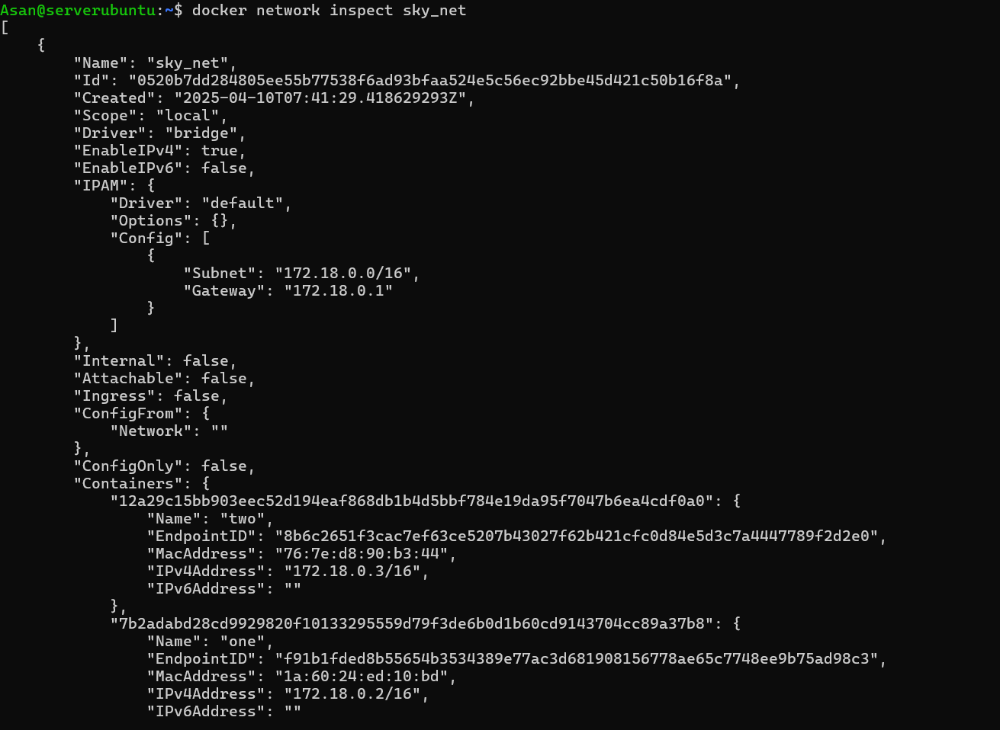 Asan@serverubuntu:~$ docker network inspect sky_net
[
    {
        "Name": "sky_net",
        "Id": "0520b7dd284805ee55b77538f6ad93bfaa524e5c56ec92bbe45d421c50b16f8a",
        "Created": "2025-04-10T07:41:29.418629293Z",
        "Scope": "local",
        "Driver": "bridge",
        "EnableIPv4": true,
        "EnableIPv6": false,
        "IPAM": {
            "Driver": "default",
            "Options": {},
            "Config": [
                {
                    "Subnet": "172.18.0.0/16",
                    "Gateway": "172.18.0.1"
                }
            ]
        },
        "Internal": false,
        "Attachable": false,
        "Ingress": false,
        "ConfigFrom": {
            "Network": ""
        },
        "ConfigOnly": false,
        "Containers": {
            "12a29c15bb903eec52d194eaf868db1b4d5bbf784e19da95f7047b6ea4cdf0a0": {
                "Name": "two",
                "EndpointID": "8b6c2651f3cac7ef63ce5207b43027f62b421cfc0d84e5d3c7a4447789f2d2e0",
                "MacAddress": "76:7e:d8:90:b3:44",
                "IPv4Address": "172.18.0.3/16",
                "IPv6Address": ""
            },
            "7b2adabd28cd9929820f10133295559d79f3de6b0d1b60cd9143704cc89a37b8": {
                "Name": "one",
                "EndpointID": "f91b1fded8b55654b3534389e77ac3d681908156778ae65c7748ee9b75ad98c3",
                "MacAddress": "1a:60:24:ed:10:bd",
                "IPv4Address": "172.18.0.2/16",
                "IPv6Address": ""